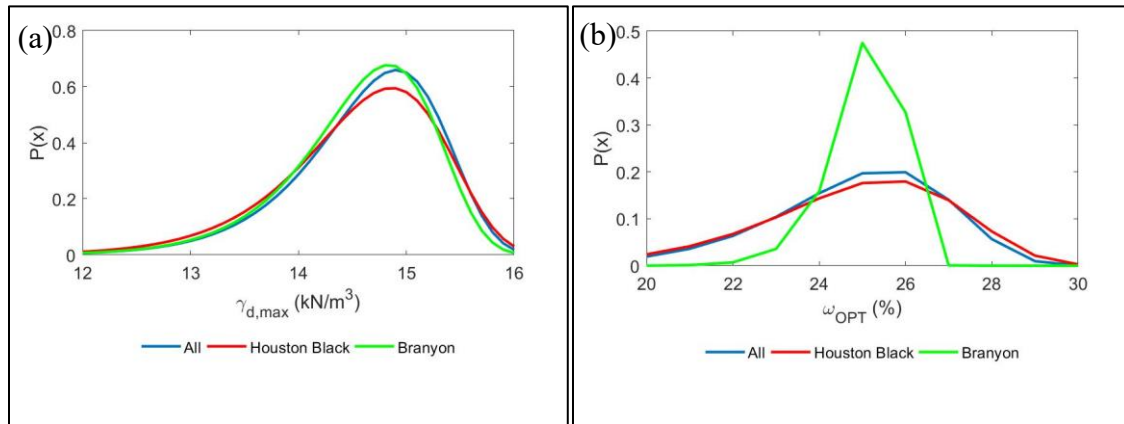 (a)
0.8
0.6
0.4
0.2
0
P(x)
12 13 14 15 16
γd,max (kN/m³)
All Houston Black Branyon
(b)
0.5
0.4
0.3
0.2
0.1
0
P(x)
20 22 24 26 28 30
ωOPT (%)
All Houston Black Branyon